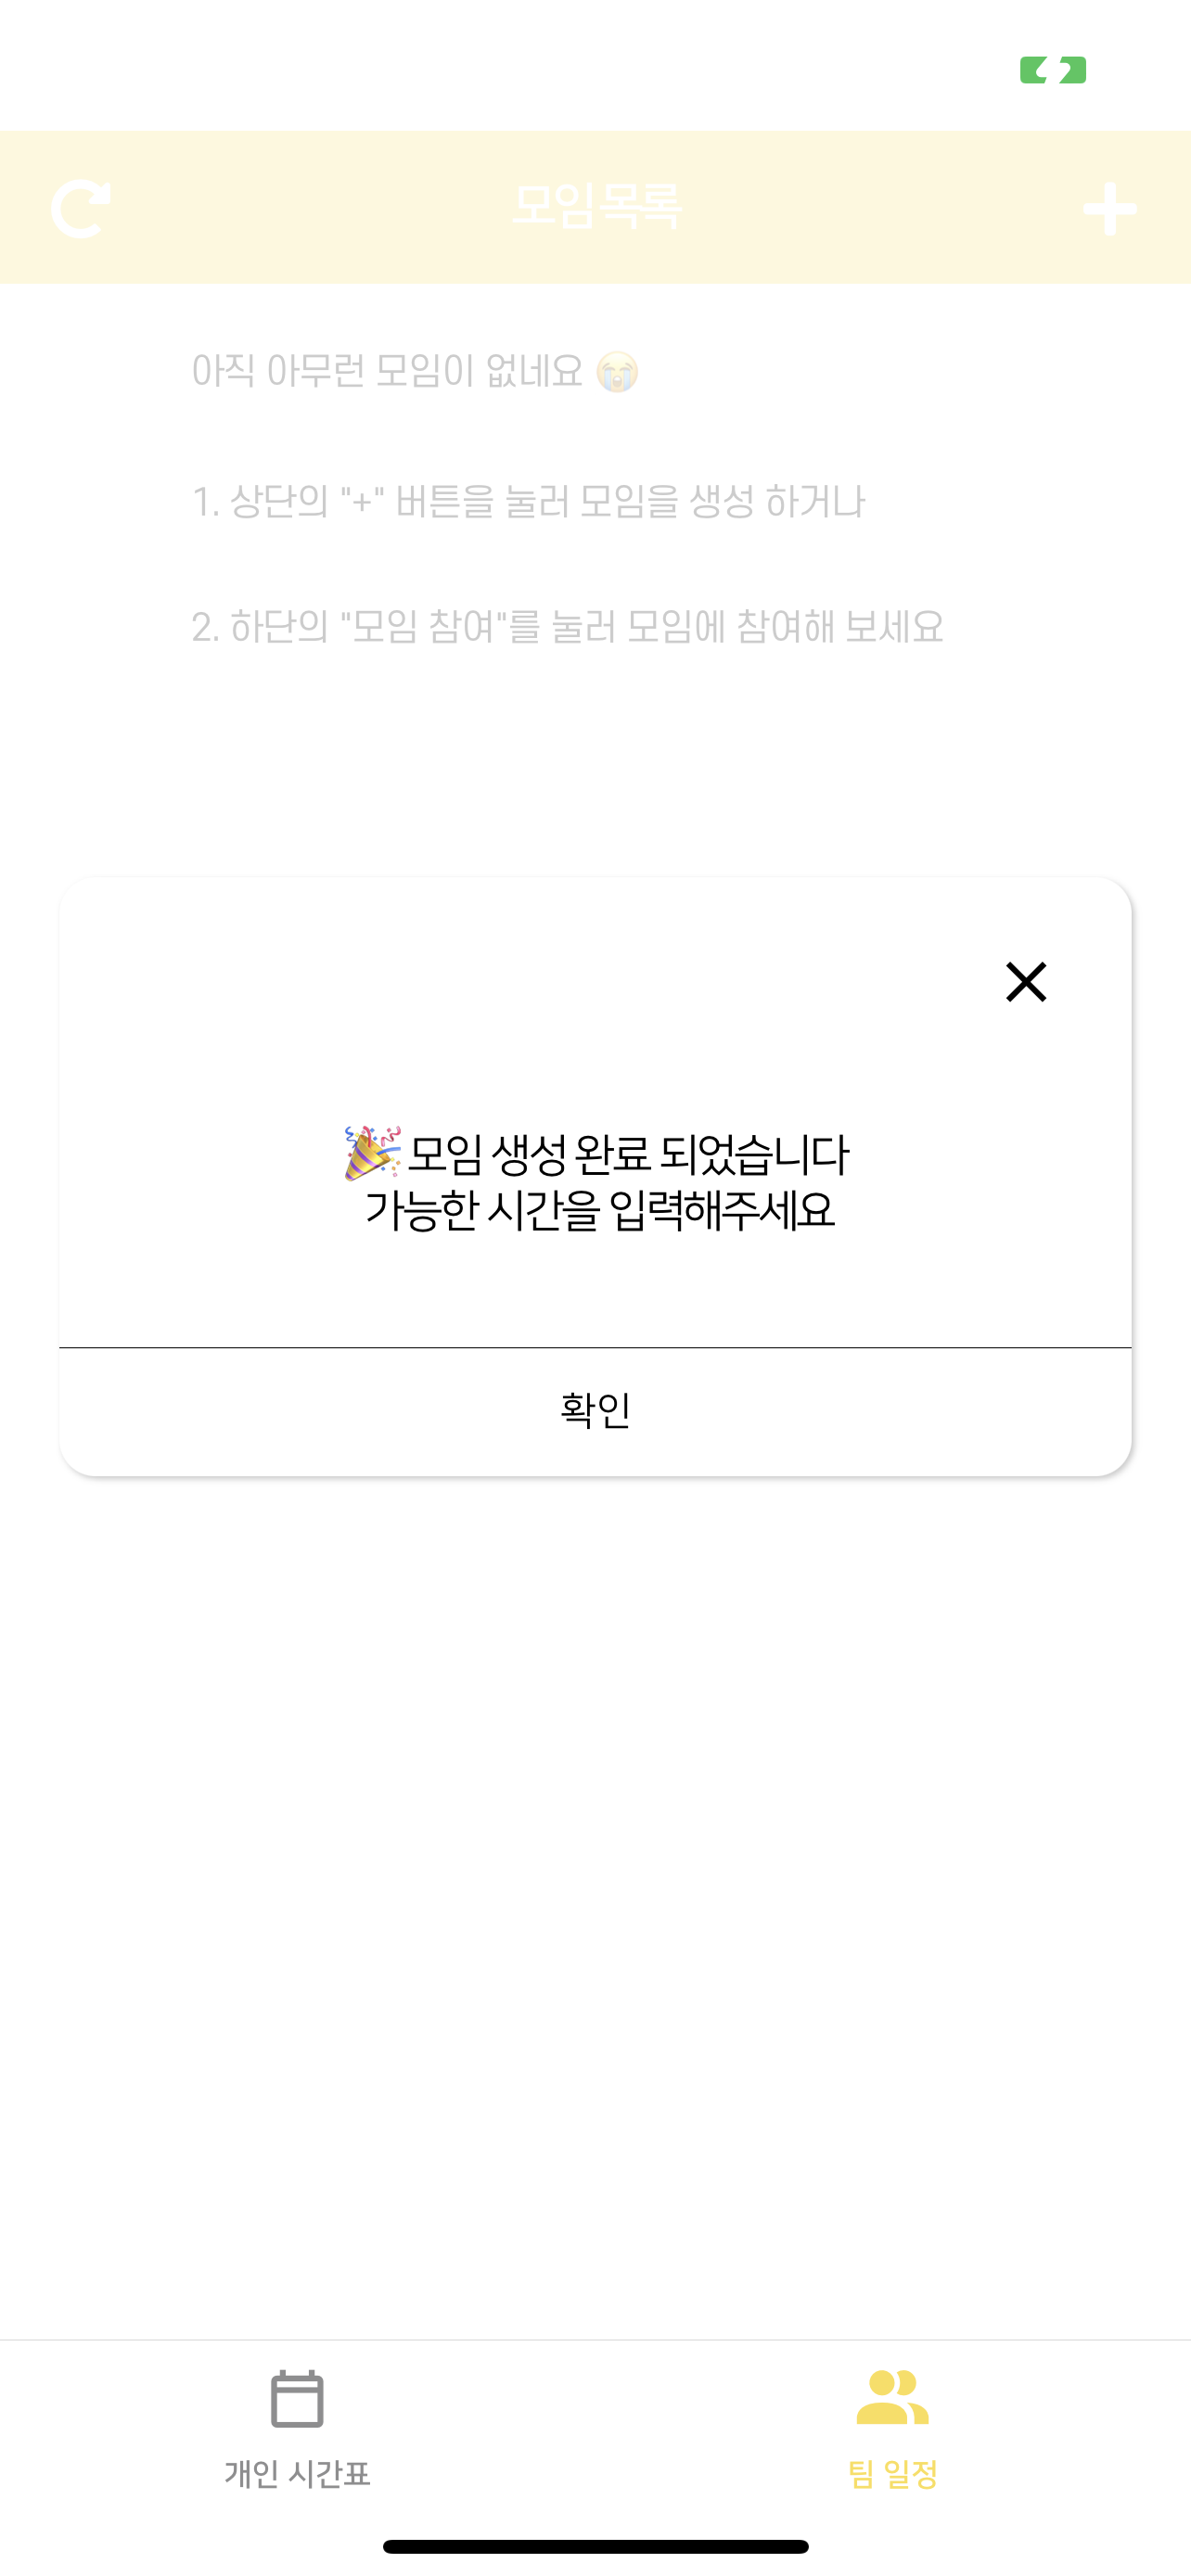 모임목록
아직 아무런 모임이 없네요 😭
1. 상단의 "+" 버튼을 눌러 모임을 생성 하거나
2. 하단의 "모임 참여"를 눌러 모임에 참여해 보세요
🎉 모임 생성 완료 되었습니다
가능한 시간을 입력해주세요
확인
개인 시간표
팀 일정